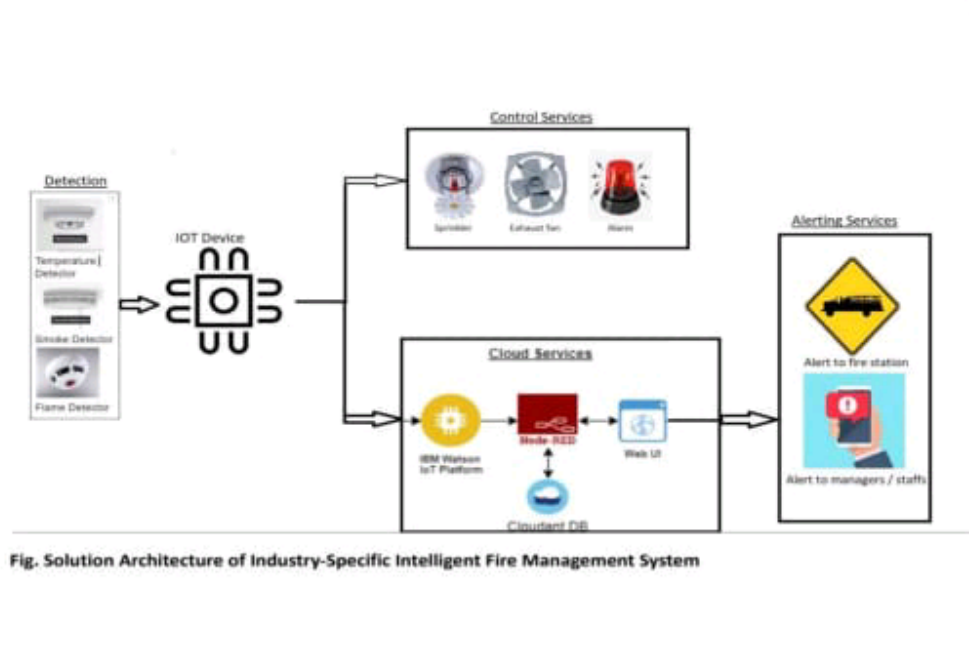 Control Services
Sprinkler
Exhaust fan
Alarm
Detection
Temperature
Detector
Smoke Detector
Flame Detector
IOT Device
Cloud Services
IBM Watson
IoT Platform
Node-RED
Web UI
Cloudant DB
Alerting Services
Alert to fire station
Alert to managers / staffs
Fig. Solution Architecture of Industry-Specific Intelligent Fire Management System